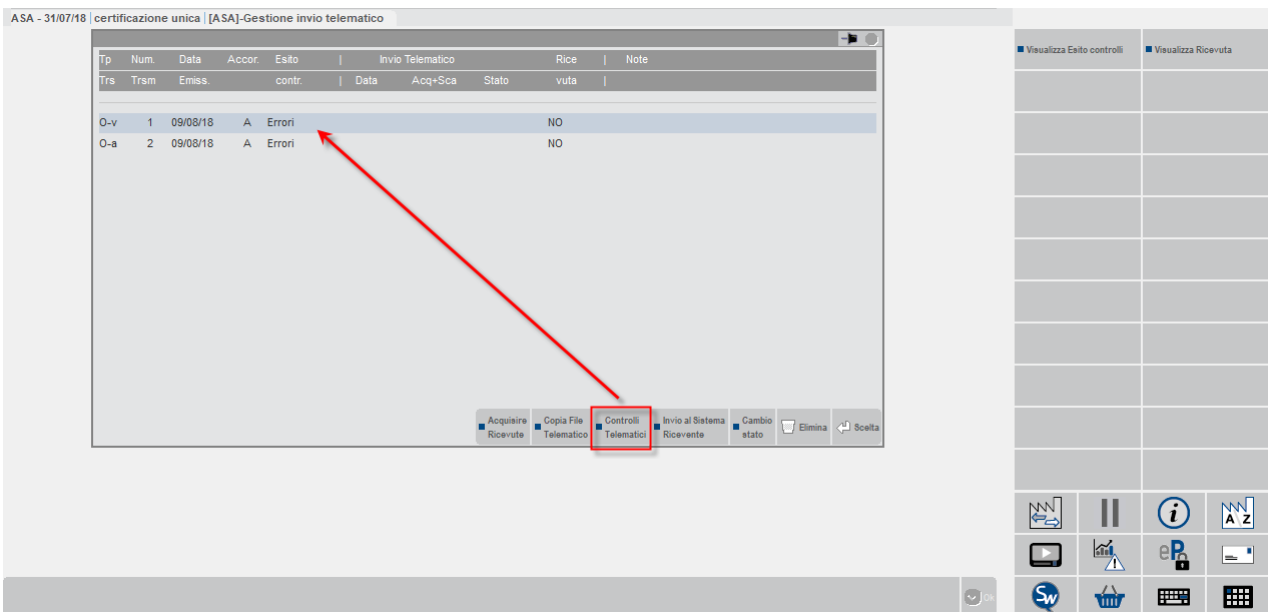 ASA - 31/07/18 certificazione unica [ASA]-Gestione invio telematico
Tp Num. Data Accor. Esito | Invio Telematico Rice | Note
Trs Trsm Emiss. contr. | Data Acq+Sca Stato vuta |
O-v 1 09/08/18 A Errori NO
O-a 2 09/08/18 A Errori NO
Acquisire Ricevute
Copia File Telematico
Controlli Telematici
Invio al Sistema Ricevente
Cambio stato
Elimina
Scelta
Visualizza Esito controlli
Visualizza Ricevuta
i
A Z
eP
Sw
Ok